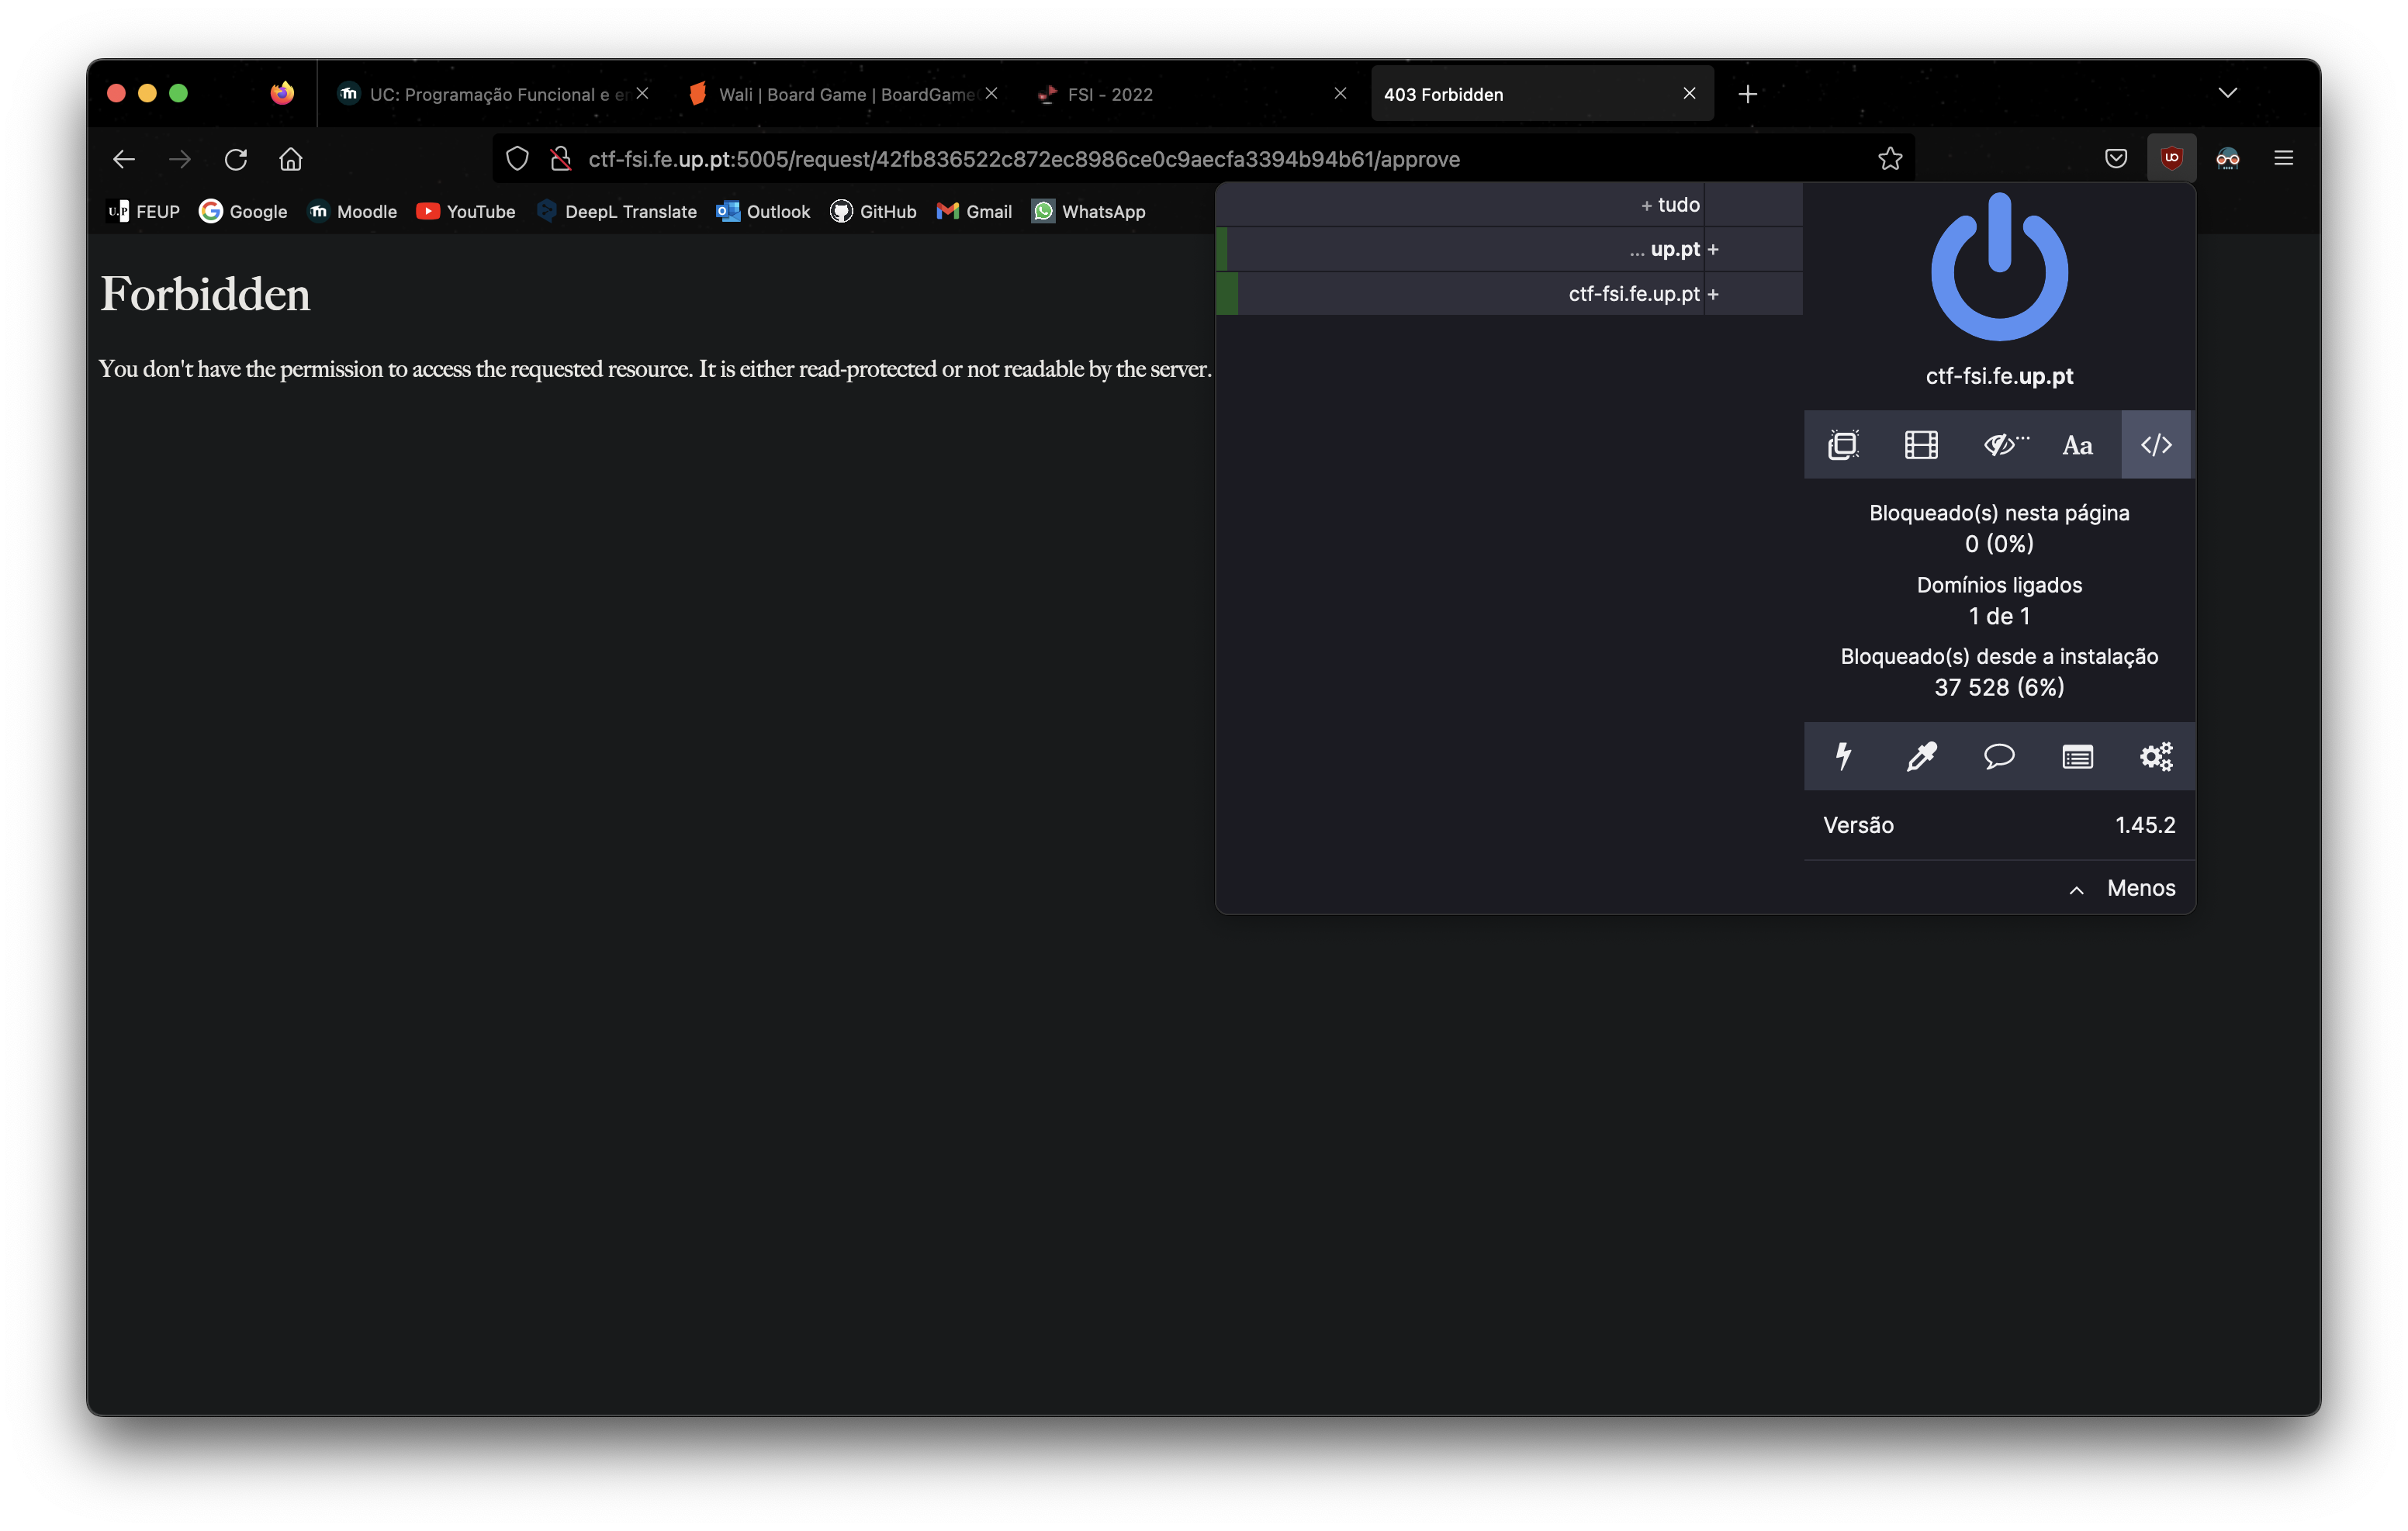 UC: Programação Funcional e em
Wali | Board Game | BoardGame
FSI - 2022
403 Forbidden
ctf-fsi.fe.up.pt:5005/request/42fb836522c872ec8986ce0c9aecfa3394b94b61/approve
U.P FEUP
Google
Moodle
YouTube
DeepL Translate
Outlook
GitHub
Gmail
WhatsApp
Forbidden
You don't have the permission to access the requested resource. It is either read-protected or not readable by the server.
+ tudo
... up.pt +
ctf-fsi.fe.up.pt +
ctf-fsi.fe.up.pt
Aa
</>
Bloqueado(s) nesta página
0 (0%)
Domínios ligados
1 de 1
Bloqueado(s) desde a instalação
37 528 (6%)
Versão 1.45.2
Menos